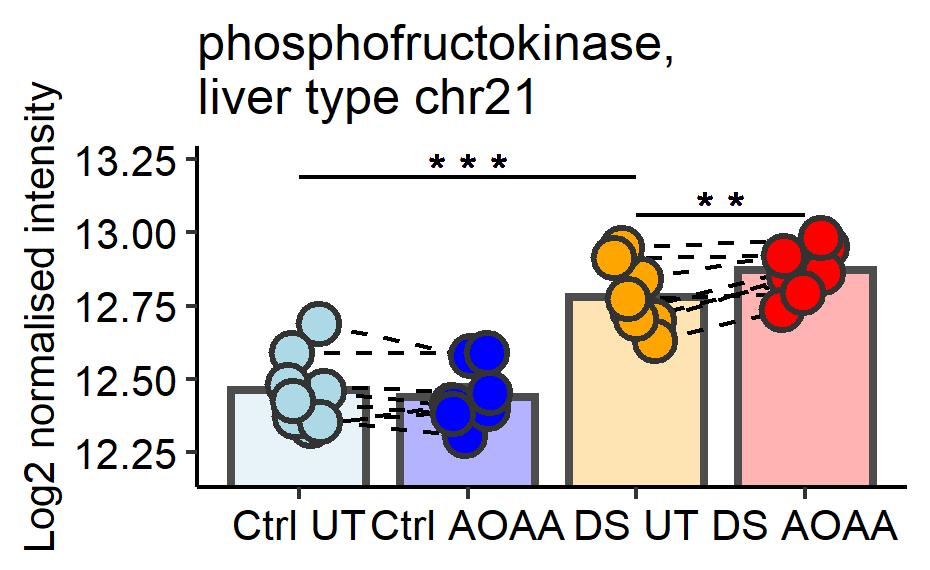 phosphofructokinase,
liver type chr21
Log2 normalised intensity
13.25
13.00
12.75
12.50
12.25
* * *
* *
Ctrl UT Ctrl AOAA DS UT DS AOAA